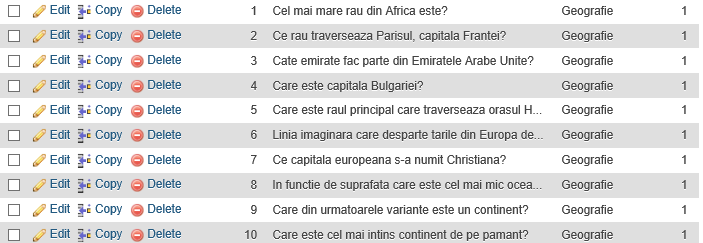 Edit Copy Delete 1 Cel mai mare rau din Africa este? Geografie 1
Edit Copy Delete 2 Ce rau traverseaza Parisul, capitala Frantei? Geografie 1
Edit Copy Delete 3 Cate emirate fac parte din Emiratele Arabe Unite? Geografie 1
Edit Copy Delete 4 Care este capitala Bulgariei? Geografie 1
Edit Copy Delete 5 Care este raul principal care traverseaza orasul H... Geografie 1
Edit Copy Delete 6 Linia imaginara care desparte tarile din Europa de... Geografie 1
Edit Copy Delete 7 Ce capitala europeana s-a numit Christiana? Geografie 1
Edit Copy Delete 8 In functie de suprafata care este cel mai mic ocea... Geografie 1
Edit Copy Delete 9 Care din urmatoarele variante este un continent? Geografie 1
Edit Copy Delete 10 Care este cel mai intins continent de pe pamant? Geografie 1